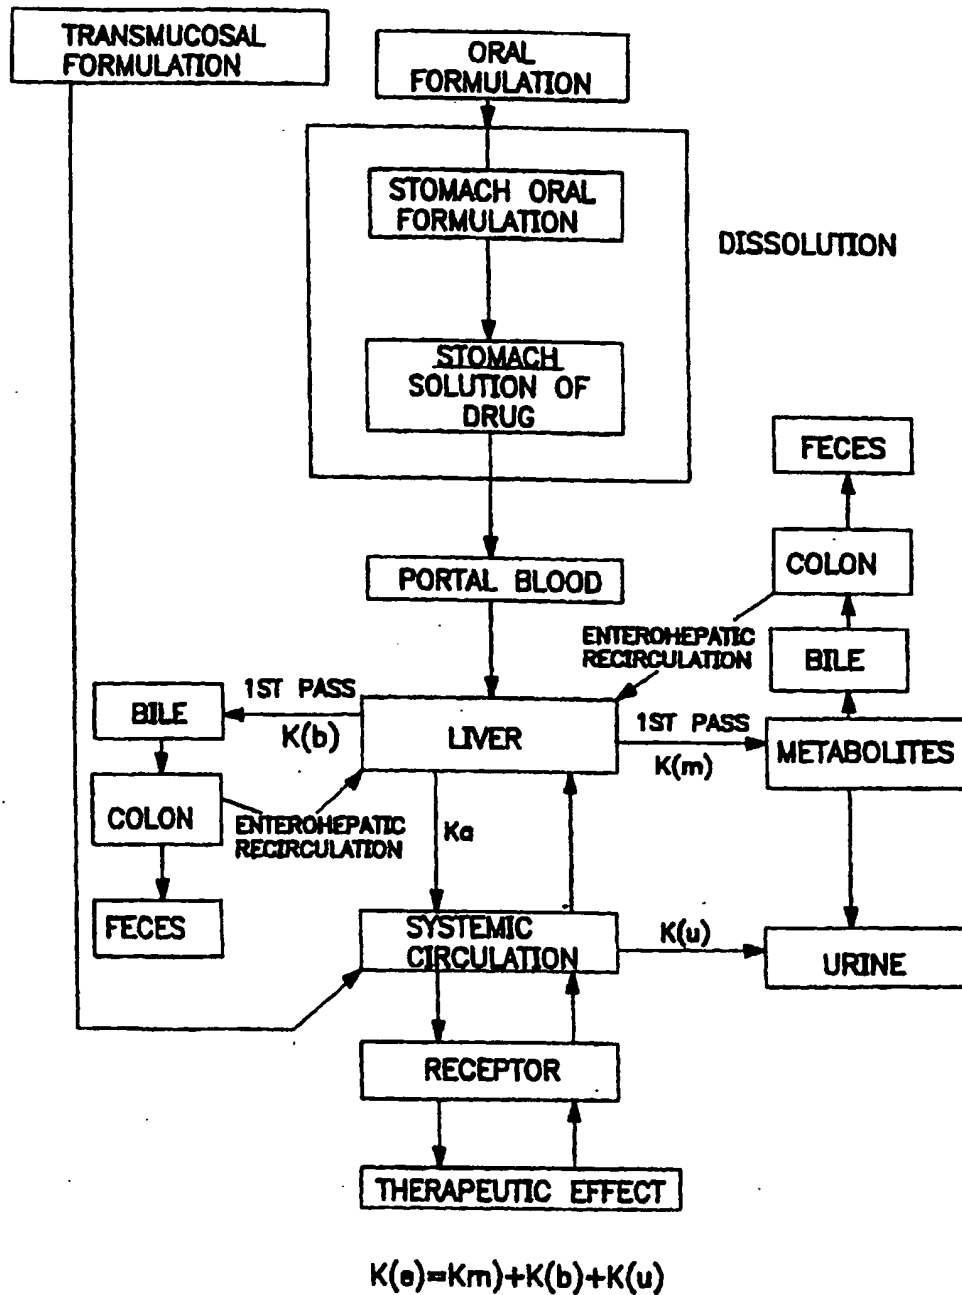 TRANSMUCOSAL
FORMULATION
ORAL
FORMULATION
STOMACH ORAL
FORMULATION
DISSOLUTION
STOMACH
SOLUTION OF
DRUG
FECES
COLON
PORTAL BLOOD
ENTEROHEPATIC
RECIRCULATION
BILE
BILE
1ST PASS
K(b)
LIVER
1ST PASS
K(m)
METABOLITES
COLON
ENTEROHEPATIC
RECIRCULATION
Ka
FECES
SYSTEMIC
CIRCULATION
K(u)
URINE
RECEPTOR
THERAPEUTIC EFFECT
K(e)=Km)+K(b)+K(u)